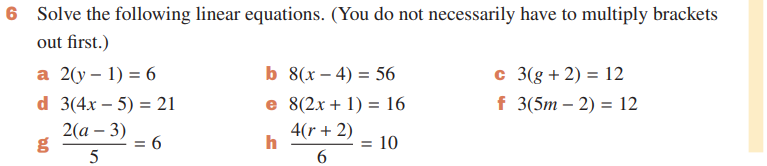 6 Solve the following linear equations. (You do not necessarily have to multiply brackets
out first.)
a 2(y – 1) = 6 b 8(x – 4) = 56 c 3(g + 2) = 12
d 3(4x – 5) = 21 e 8(2x + 1) = 16 f 3(5m – 2) = 12
g 2(a – 3)/5 = 6 h 4(r + 2)/6 = 10